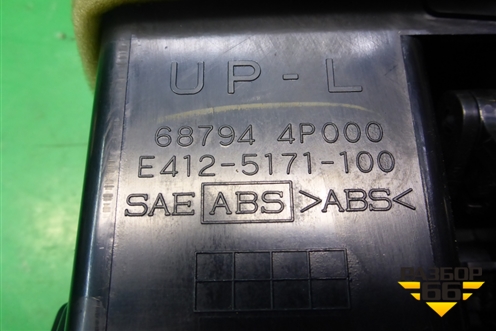 UP-L
68794 4P000
E412-5171-100
SAE ABS >ABS<
РАЗБОР
66